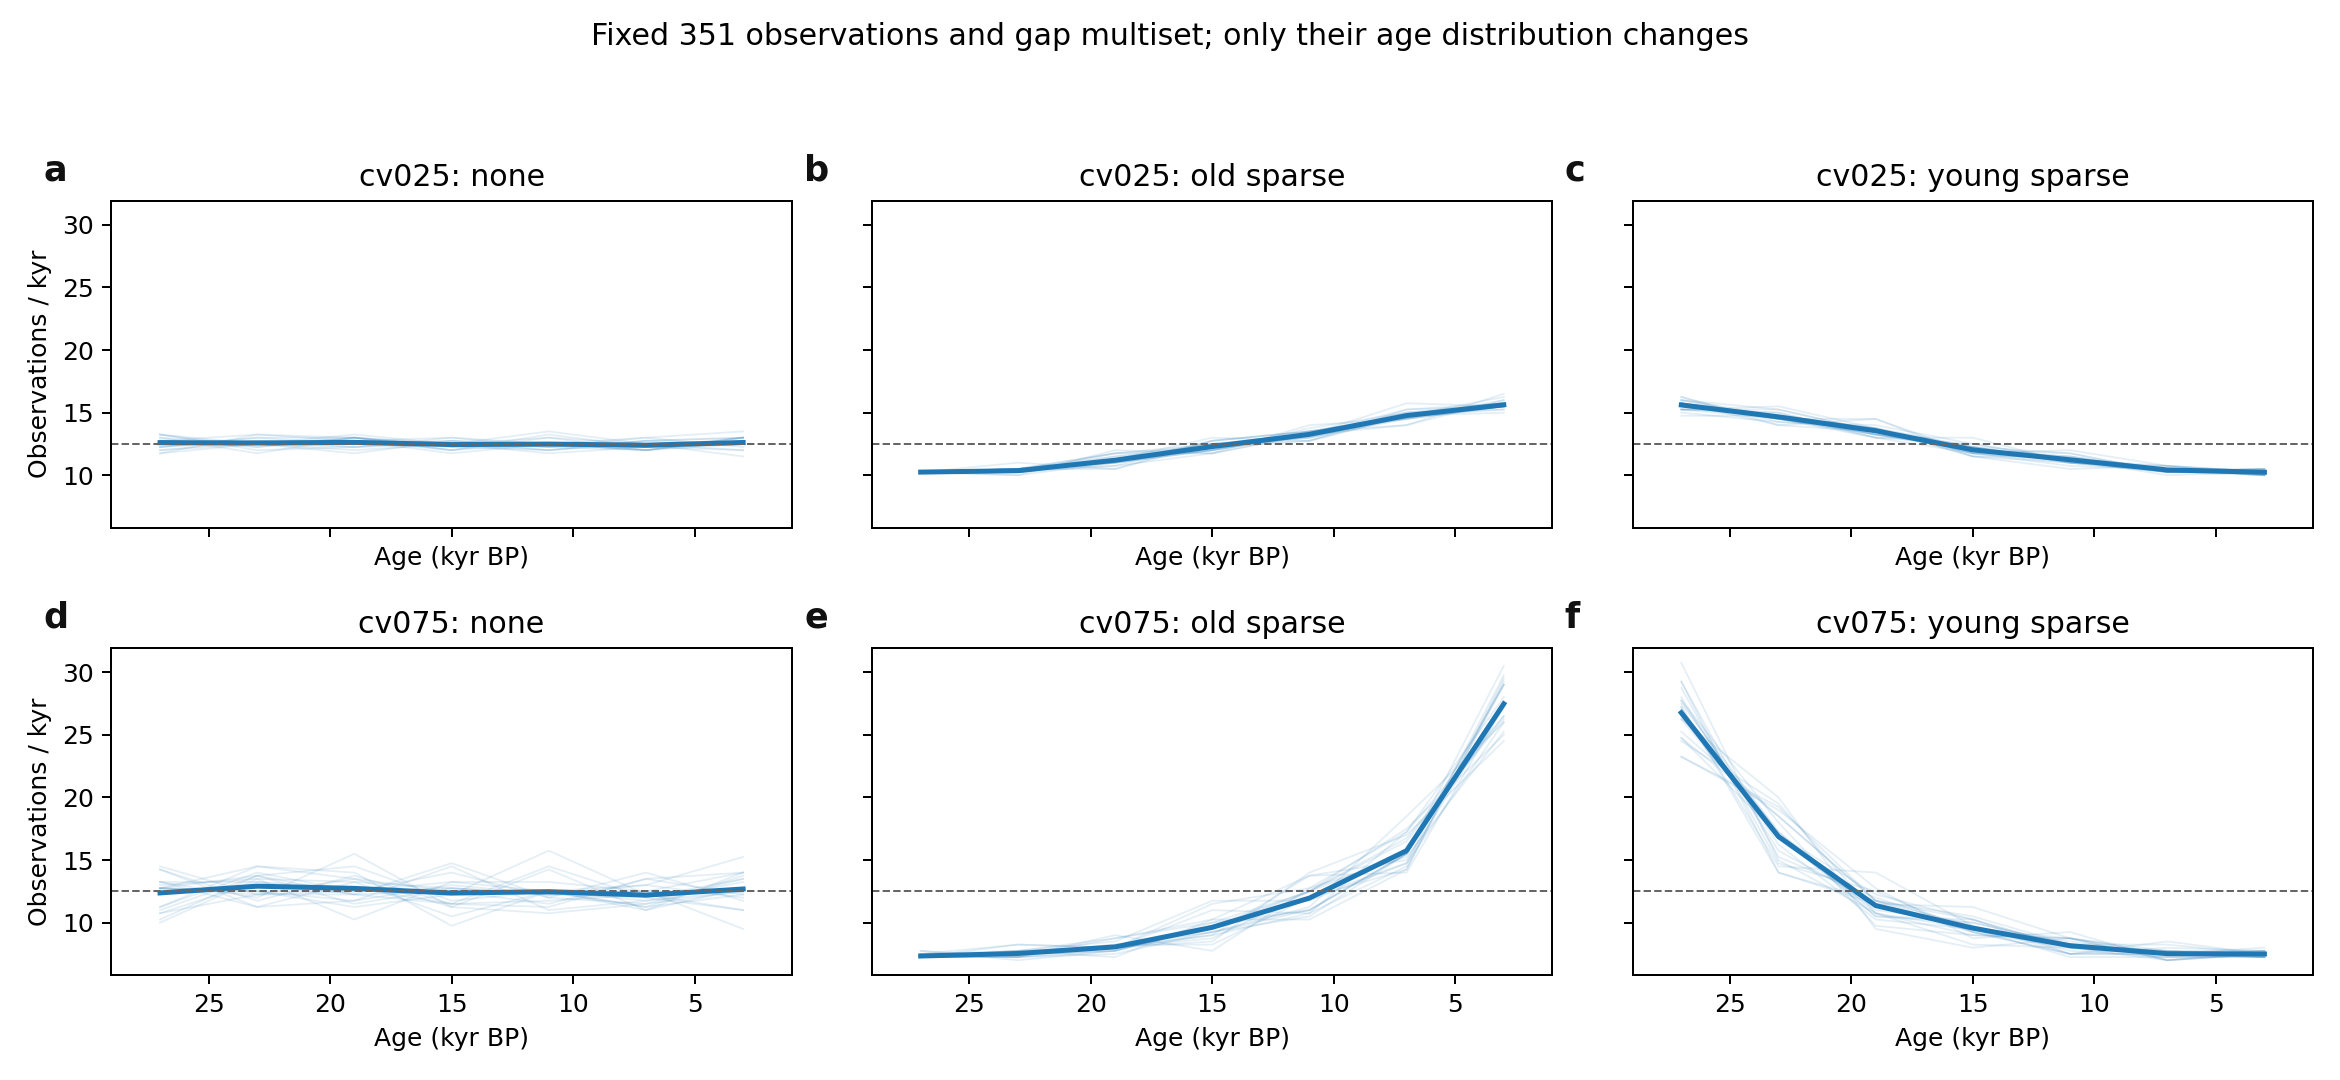 Fixed 351 observations and gap multiset; only their age distribution changes
a
cv025: none
b
cv025: old sparse
c
cv025: young sparse
Observations / kyr
30
25
20
15
10
Age (kyr BP)
Age (kyr BP)
Age (kyr BP)
d
cv075: none
e
cv075: old sparse
f
cv075: young sparse
Observations / kyr
30
25
20
15
10
25 20 15 10 5
25 20 15 10 5
25 20 15 10 5
Age (kyr BP)
Age (kyr BP)
Age (kyr BP)